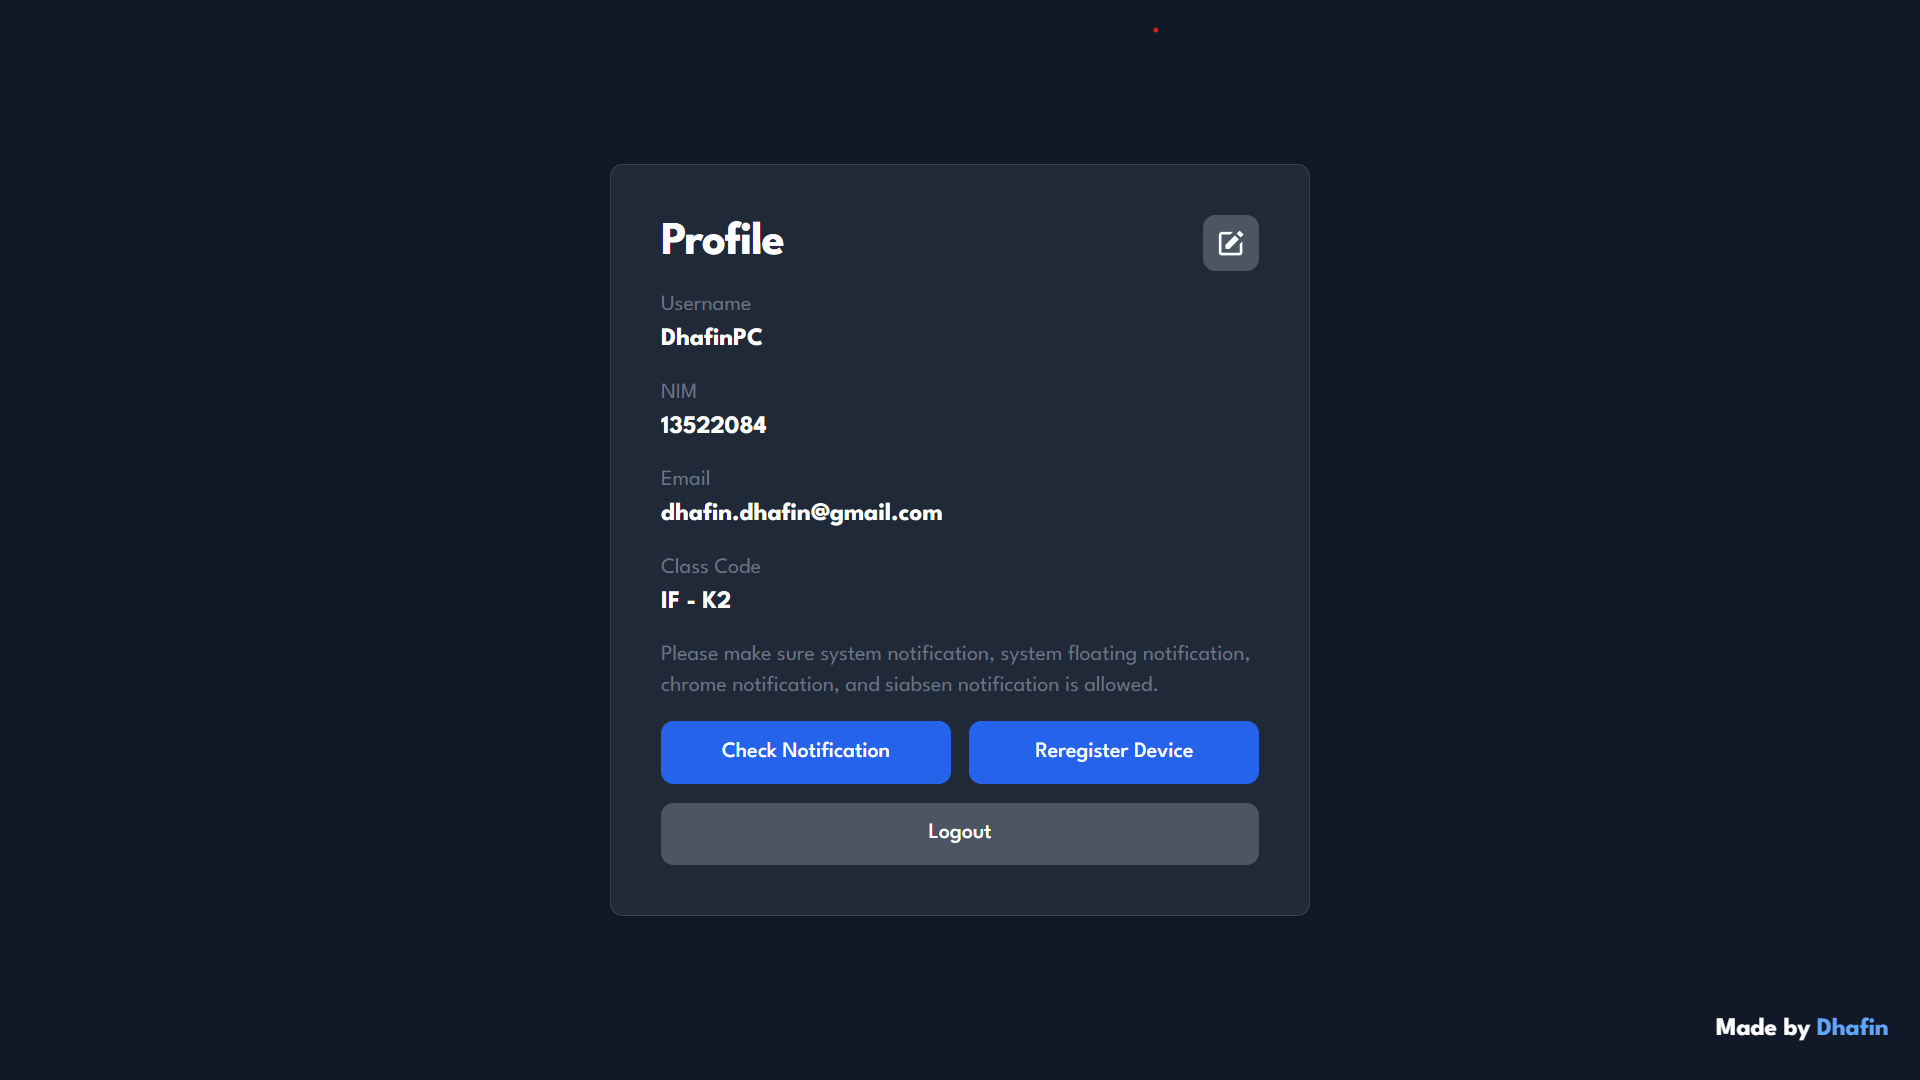 Profile
Username
DhafinPC
NIM
13522084
Email
dhafin.dhafin@gmail.com
Class Code
IF - K2
Please make sure system notification, system floating notification,
chrome notification, and siabsen notification is allowed.
Check Notification
Reregister Device
Logout
Made by Dhafin